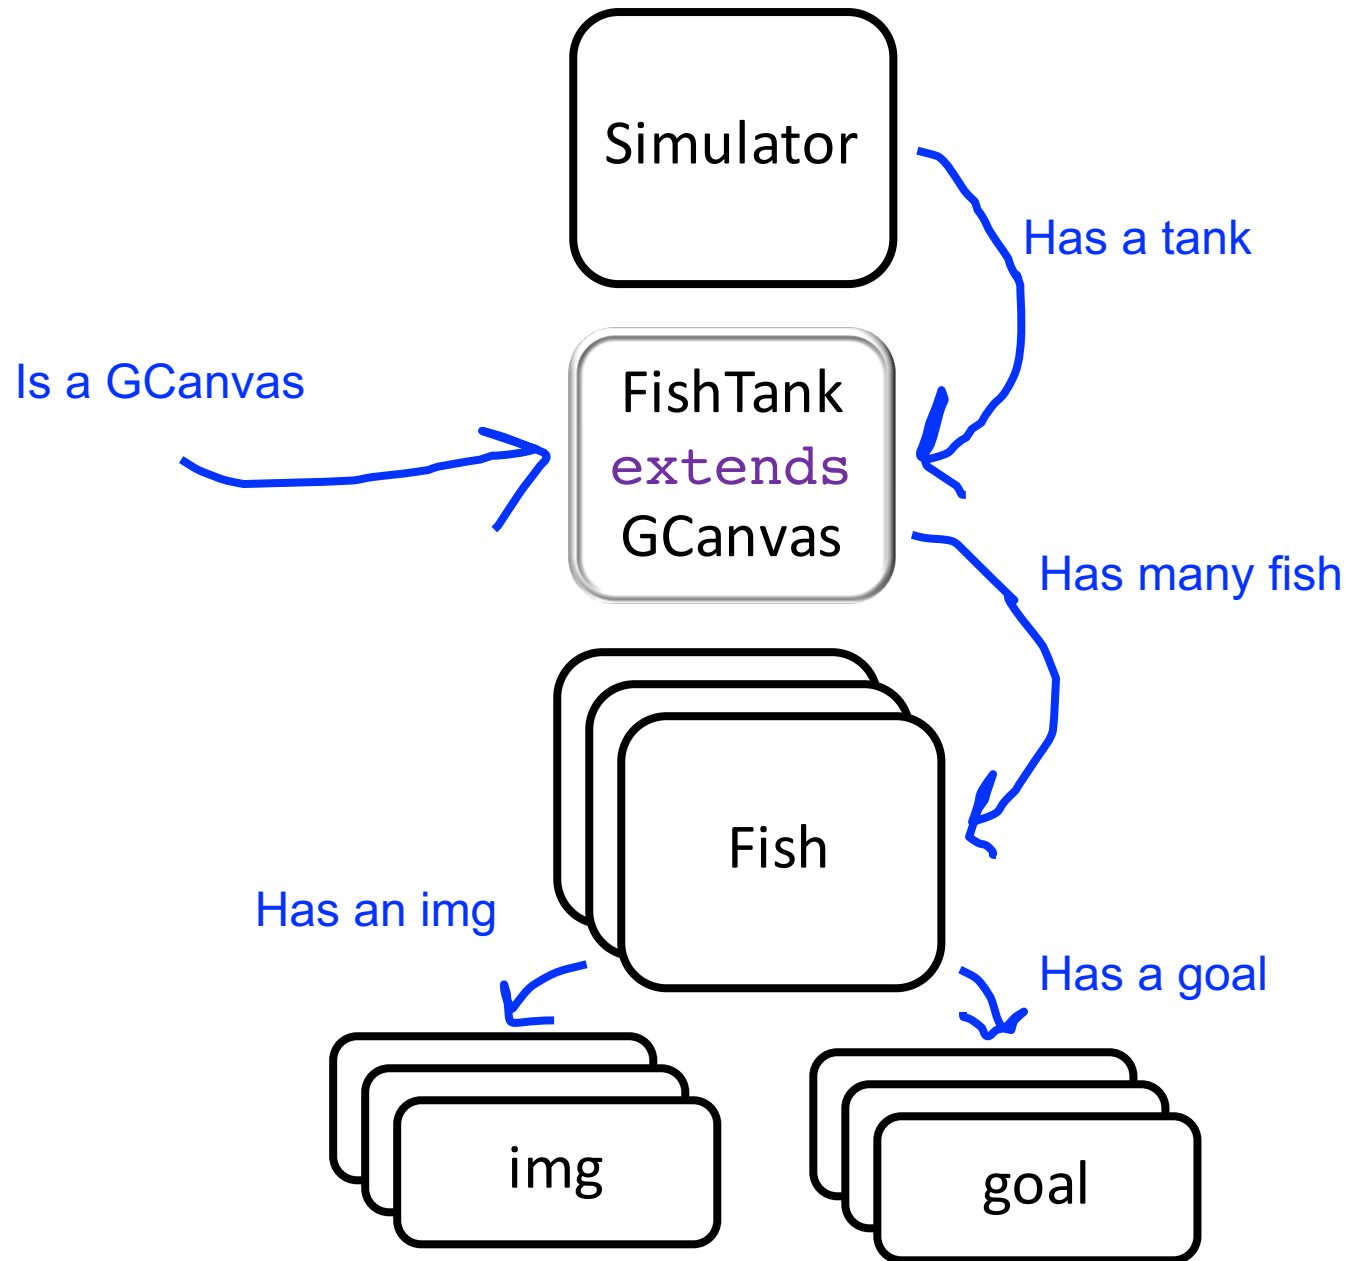 Simulator
Has a tank
Is a GCanvas
FishTank
extends
GCanvas
Has many fish
Fish
Has an img
Has a goal
img
goal